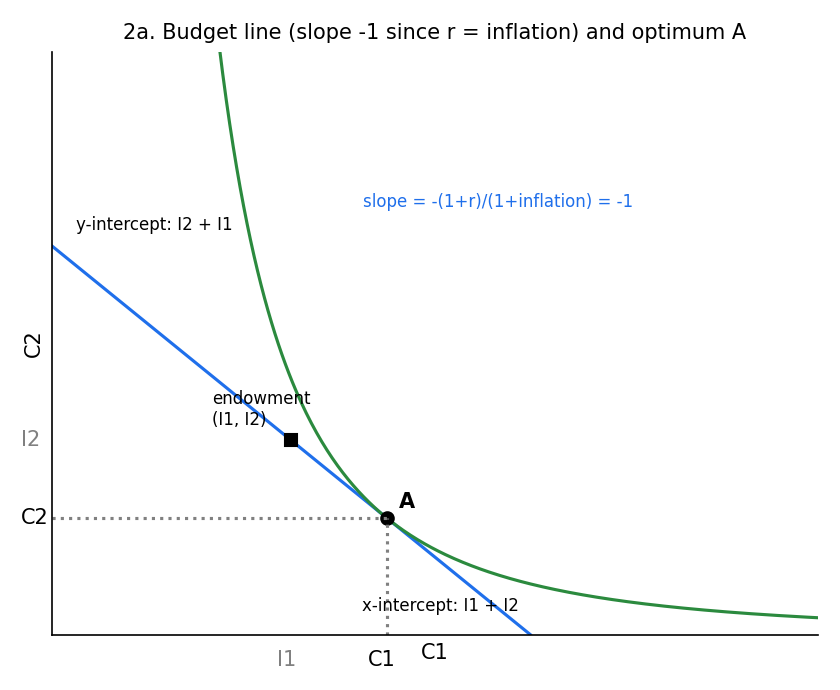 2a. Budget line (slope -1 since r = inflation) and optimum A
slope = -(1+r)/(1+inflation) = -1
y-intercept: I2 + I1
C2
endowment
(I1, I2)
I2
A
C2
x-intercept: I1 + I2
I1
C1
C1